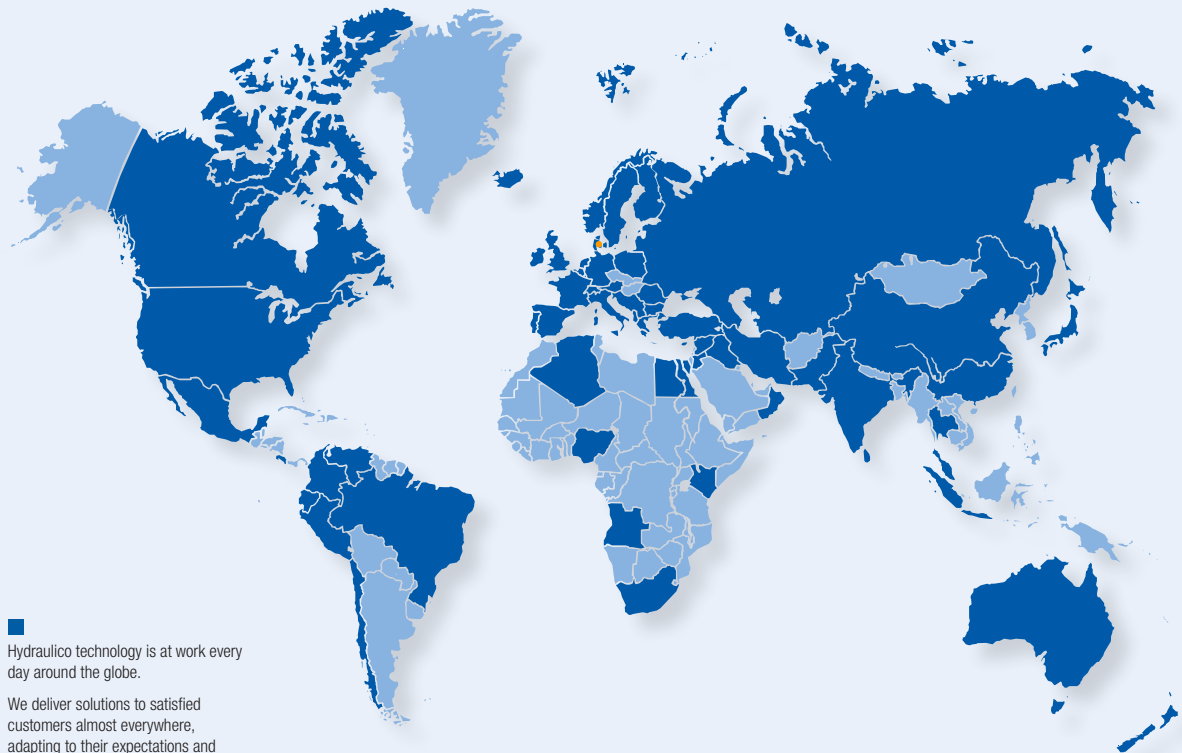 Hydraulico technology is at work every
day around the globe.
We deliver solutions to satisfied
customers almost everywhere,
adapting to their expectations and